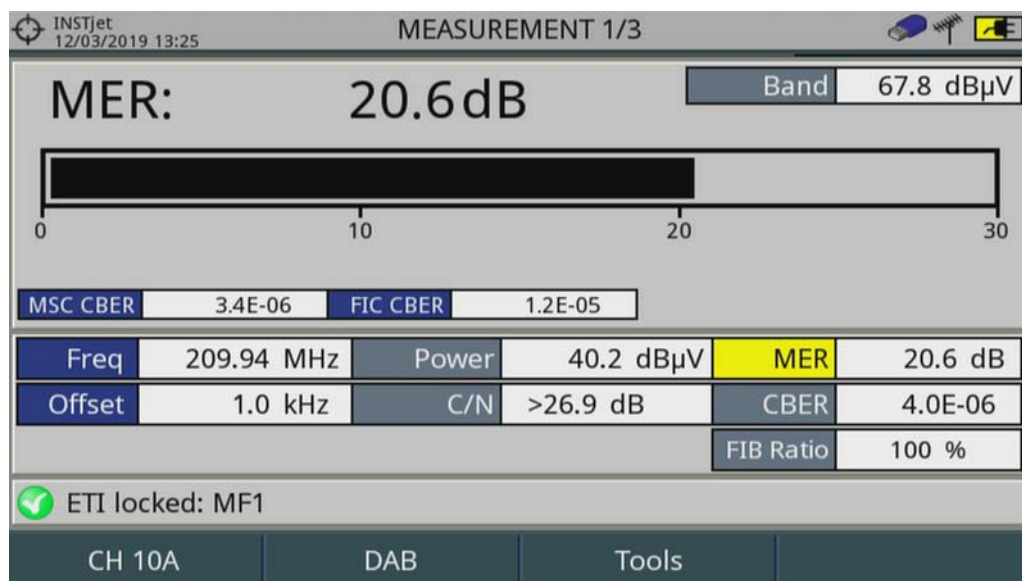 INSTjet
12/03/2019 13:25
MEASUREMENT 1/3
MER: 20.6 dB
Band 67.8 dBµV
0 10 20 30
MSC CBER 3.4E-06 FIC CBER 1.2E-05
Freq 209.94 MHz Power 40.2 dBµV MER 20.6 dB
Offset 1.0 kHz C/N >26.9 dB CBER 4.0E-06
FIB Ratio 100 %
ETI locked: MF1
CH 10A DAB Tools